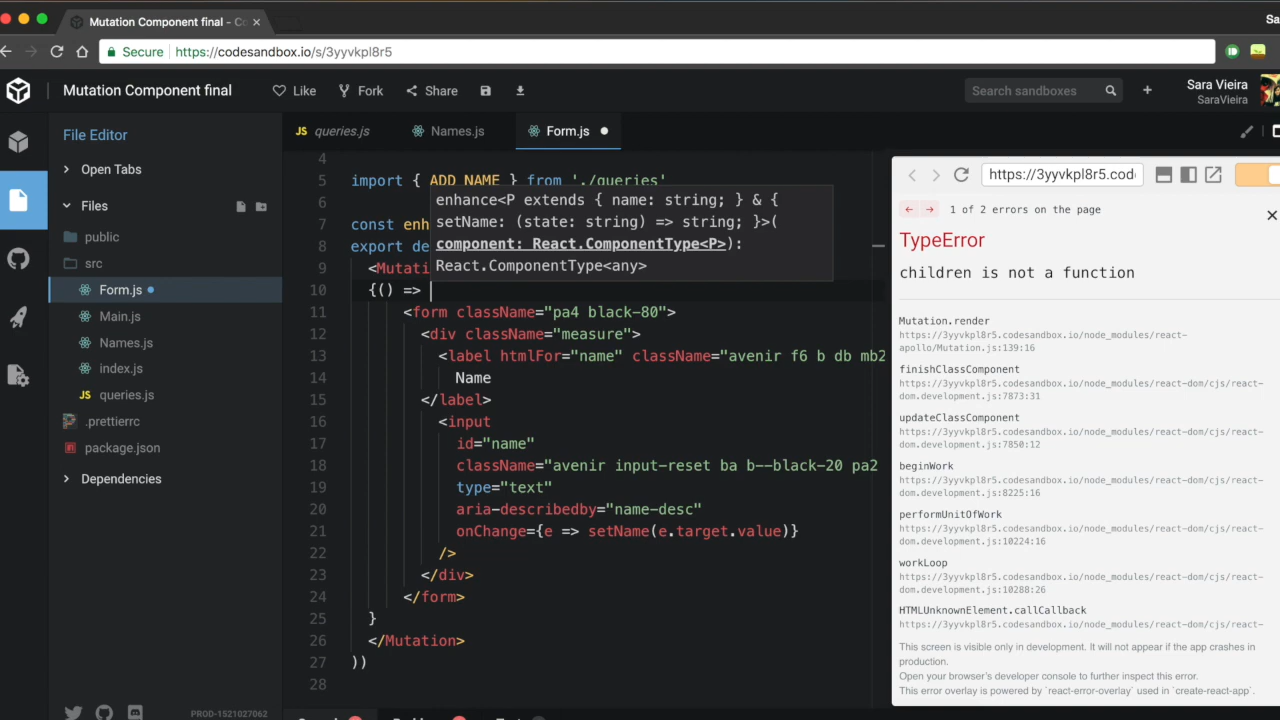 Mutation Component final - Co
Sa
Secure
https://codesandbox.io/s/3yyvkpl8r5
Mutation Component final
Like
Fork
Share
Search sandboxes
Sara Vieira
SaraVieira
File Editor
Open Tabs
Files
public
src
Form.js
Main.js
Names.js
index.js
JS queries.js
.prettierrc
package.json
Dependencies
PROD-1521027062
JS queries.js
Names.js
Form.js
4
5 import { ADD_NAME } from './queries'
6
7 const enh
8 export de
9 <Mutati
10 {() =>
11 <form className="pa4 black-80">
12 <div className="measure">
13 <label htmlFor="name" className="avenir f6 b db mb2
14 Name
15 </label>
16 <input
17 id="name"
18 className="avenir input-reset ba b--black-20 pa2
19 type="text"
20 aria-describedby="name-desc"
21 onChange={e => setName(e.target.value)}
22 />
23 </div>
24 </form>
25 }
26 </Mutation>
27 ))
28
enhance<P extends { name: string; } & {
setName: (state: string) => string; }>(
component: React.ComponentType<P>):
React.ComponentType<any>
https://3yyvkpl8r5.cod
1 of 2 errors on the page
TypeError
children is not a function
Mutation.render
https://3yyvkpl8r5.codesandbox.io/node_modules/react-
apollo/Mutation.js:139:16
finishClassComponent
https://3yyvkpl8r5.codesandbox.io/node_modules/react-dom/cjs/react-
dom.development.js:7873:31
updateClassComponent
https://3yyvkpl8r5.codesandbox.io/node_modules/react-dom/cjs/react-
dom.development.js:7850:12
beginWork
https://3yyvkpl8r5.codesandbox.io/node_modules/react-dom/cjs/react-
dom.development.js:8225:16
performUnitOfWork
https://3yyvkpl8r5.codesandbox.io/node_modules/react-dom/cjs/react-
dom.development.js:10224:16
workLoop
https://3yyvkpl8r5.codesandbox.io/node_modules/react-dom/cjs/react-
dom.development.js:10288:26
HTMLUnknownElement.callCallback
https://3yyvkpl8r5.codesandbox.io/node_modules/react-dom/cjs/react-
This screen is visible only in development. It will not appear if the app crashes in
production.
Open your browser's developer console to further inspect this error.
This error overlay is powered by `react-error-overlay` used in `create-react-app`.